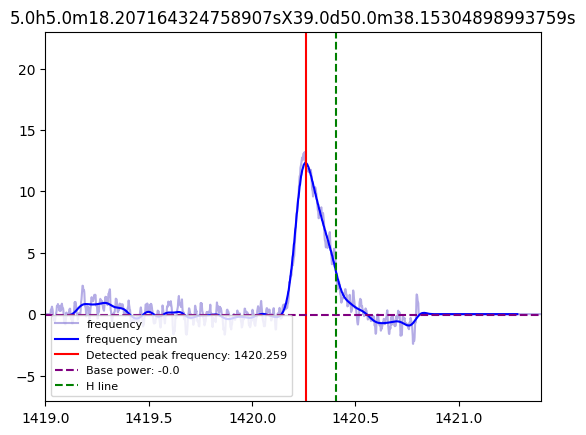 5.0h5.0m18.207164324758907sX39.0d50.0m38.15304898993759s
20
15
10
5
0
−5
frequency
frequency mean
Detected peak frequency: 1420.259
Base power: -0.0
H line
1419.0 1419.5 1420.0 1420.5 1421.0